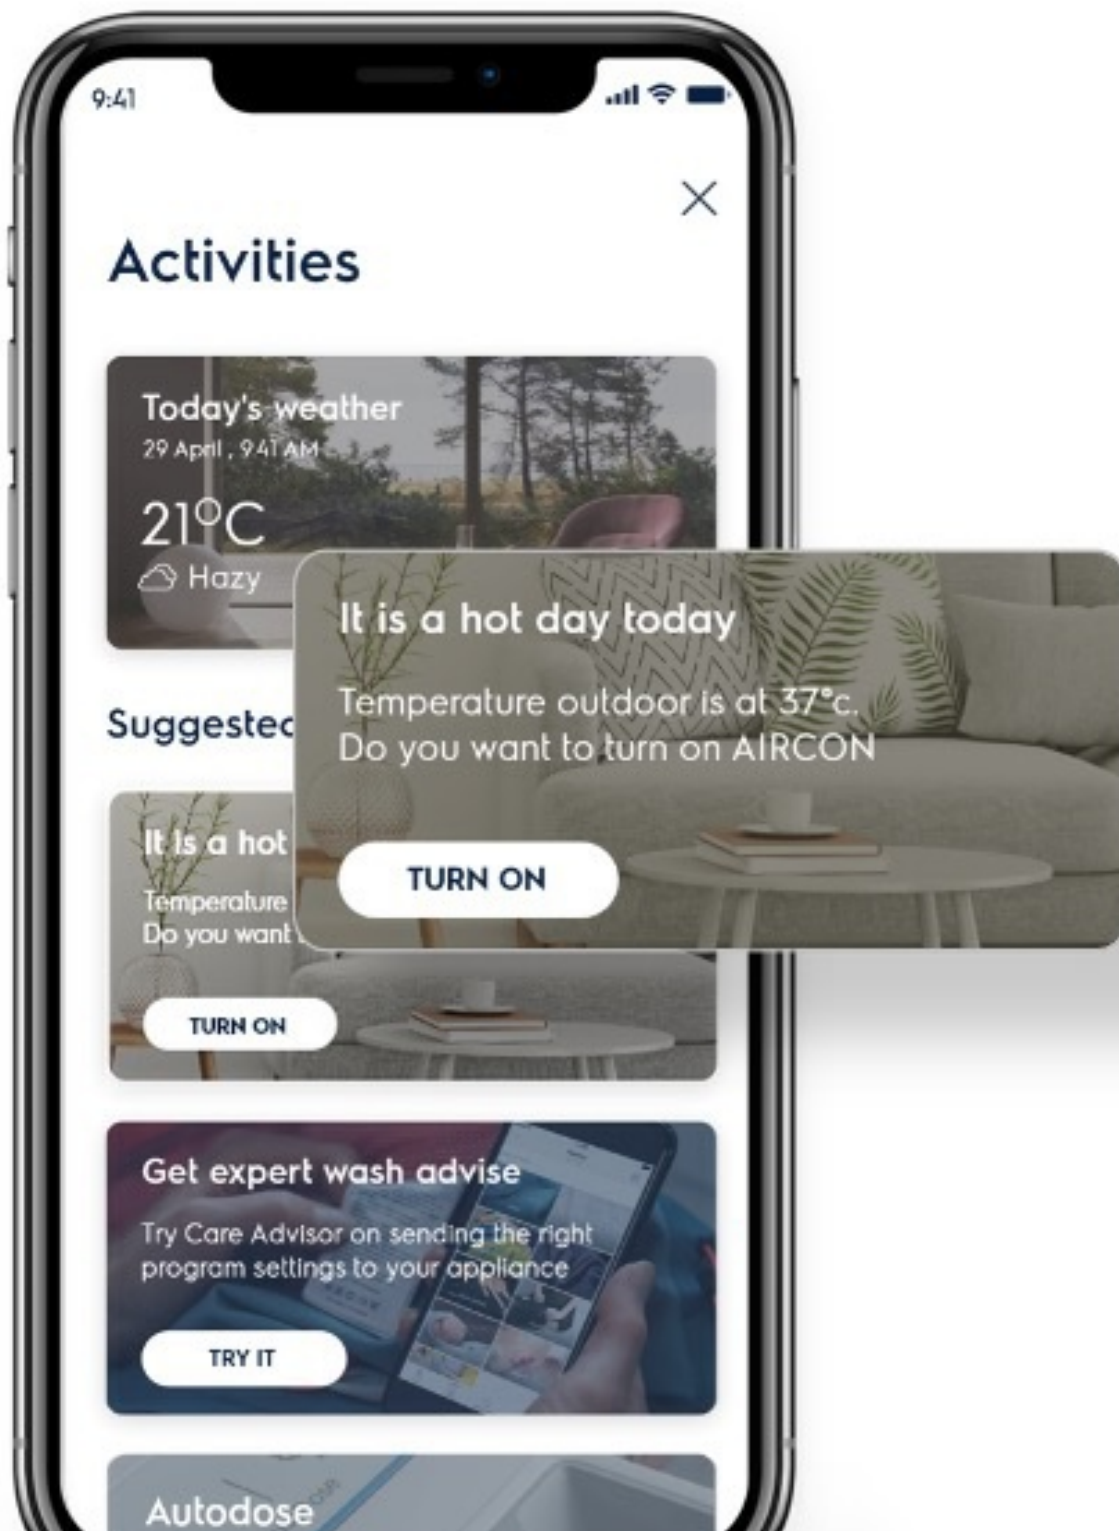 9:41
Activities
Today's weather
29 April , 9:41 AM
21°C
Hazy
It is a hot day today
Temperature outdoor is at 37°c.
Do you want to turn on AIRCON
TURN ON
Suggested
It is a hot
Temperature
Do you want
TURN ON
Get expert wash advise
Try Care Advisor on sending the right
program settings to your appliance
TRY IT
Autodose